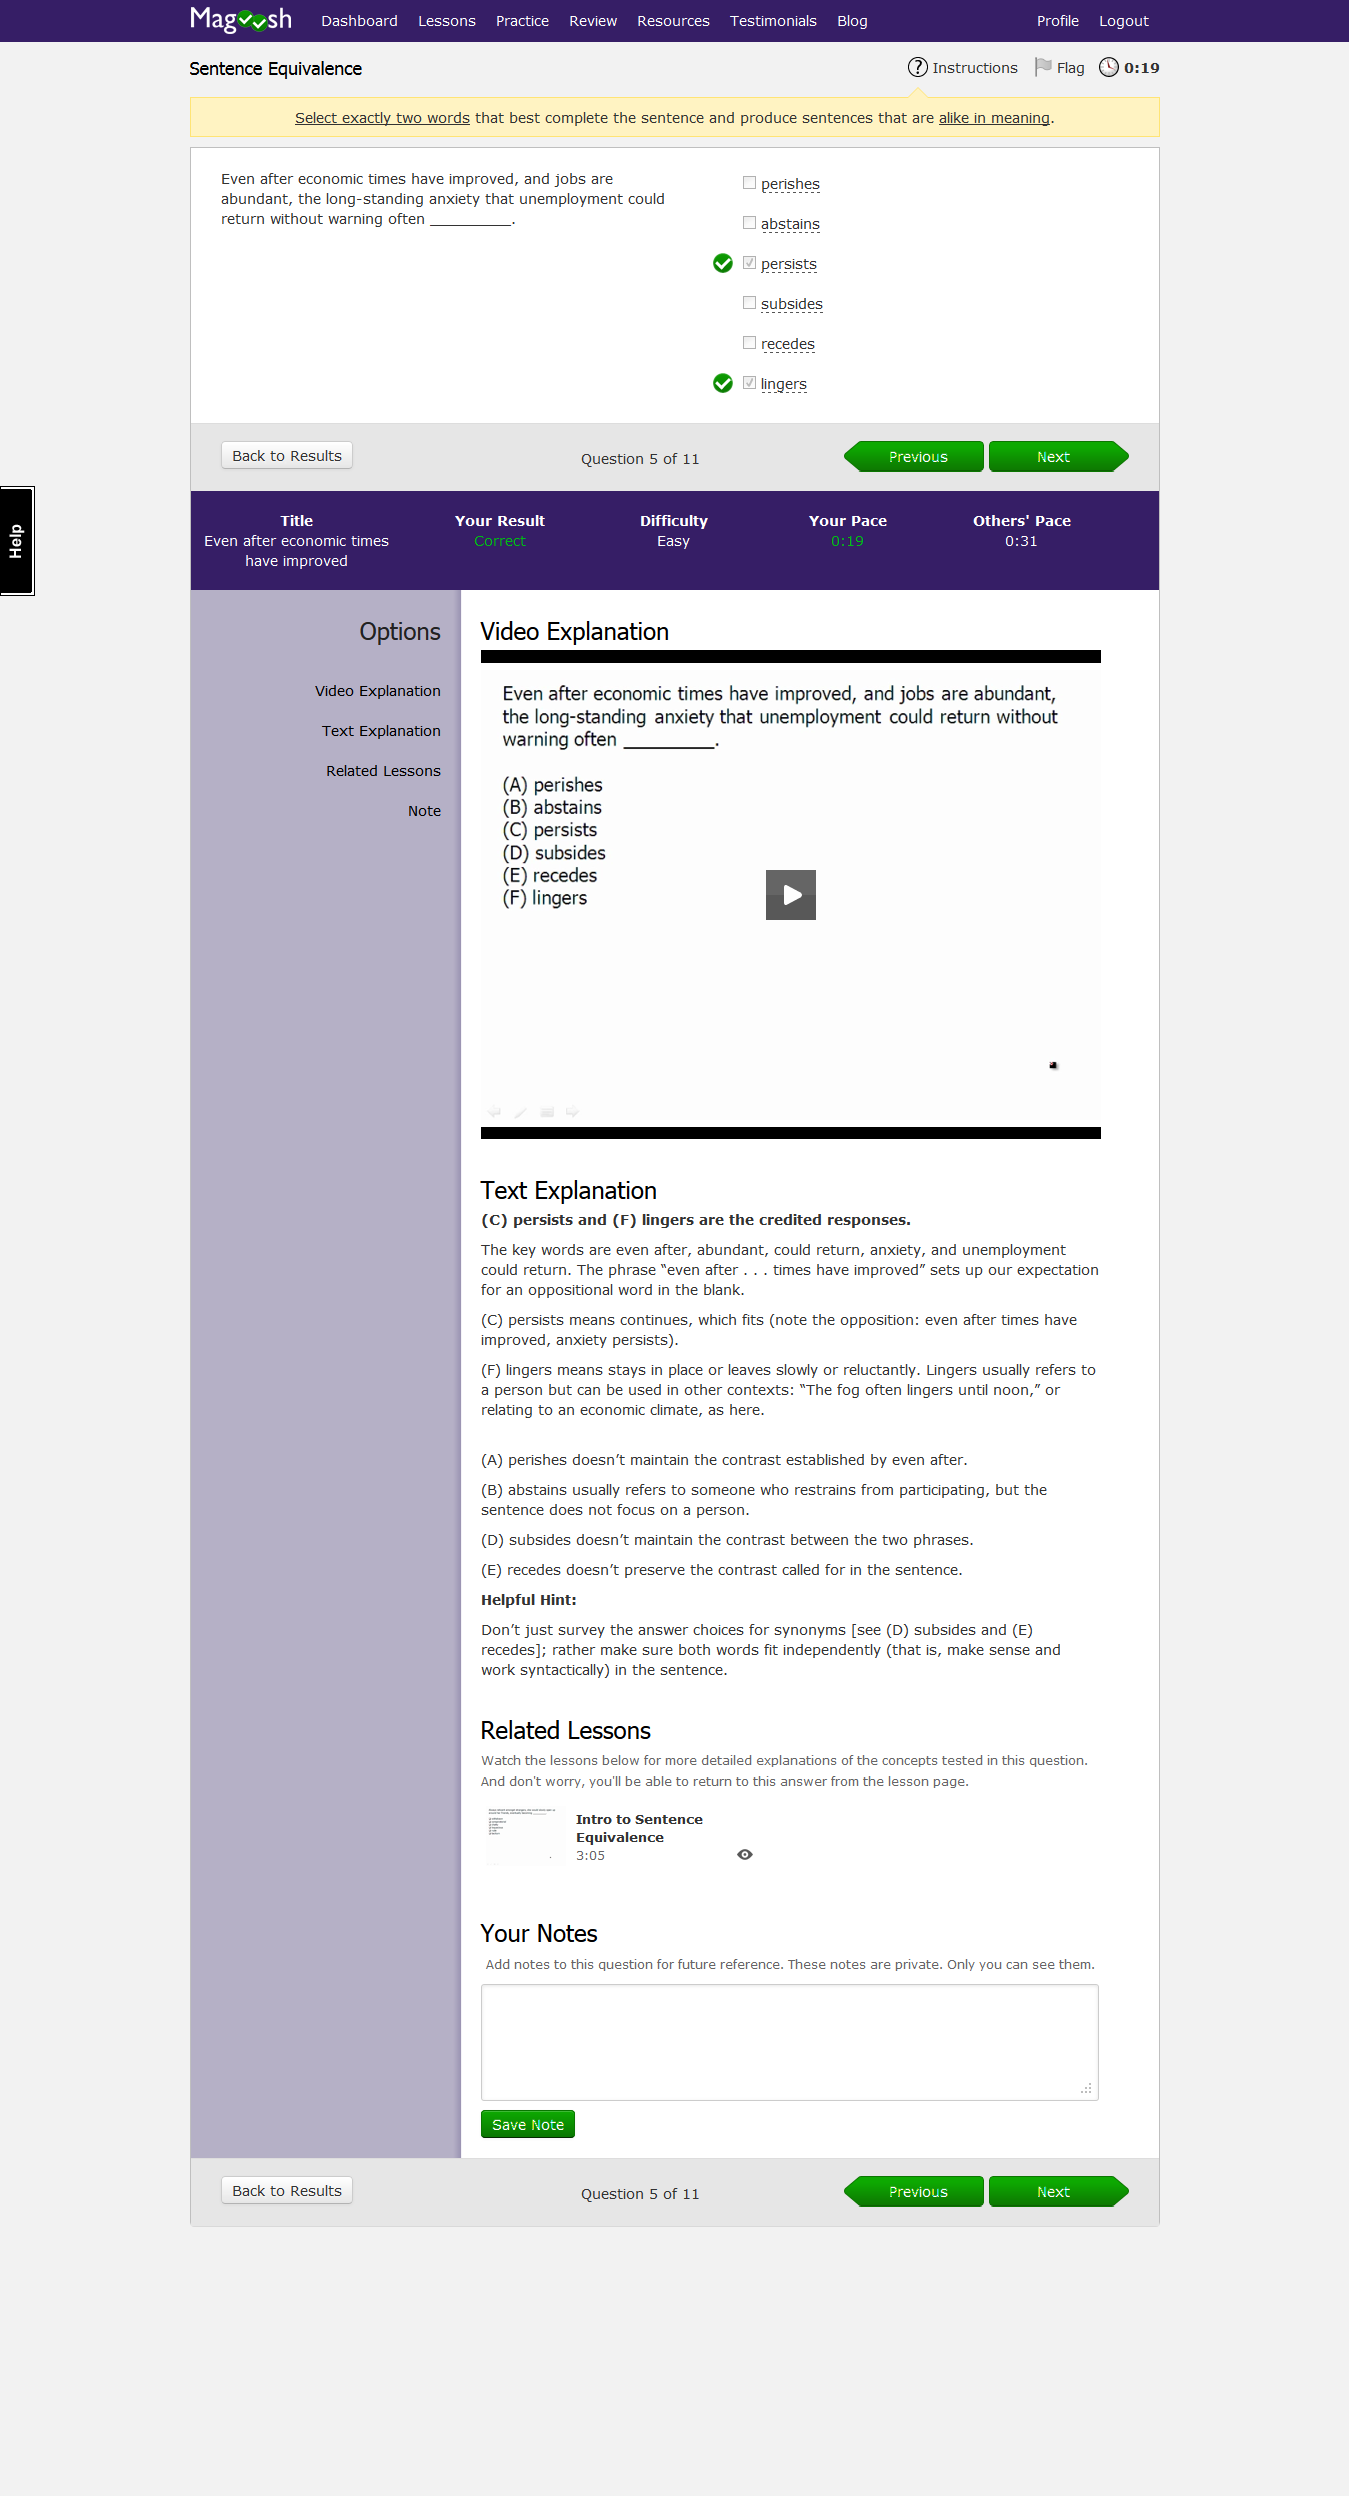 Magoosh Dashboard Lessons Practice Review Resources Testimonials Blog Profile Logout
Sentence Equivalence
? Instructions Flag 0:19
Select exactly two words that best complete the sentence and produce sentences that are alike in meaning.
Even after economic times have improved, and jobs are
abundant, the long-standing anxiety that unemployment could
return without warning often __________.
perishes
abstains
persists
subsides
recedes
lingers
Back to Results
Question 5 of 11
Previous
Next
Help
Title
Even after economic times
have improved
Your Result
Correct
Difficulty
Easy
Your Pace
0:19
Others' Pace
0:31
Options
Video Explanation
Text Explanation
Related Lessons
Note
Video Explanation
Even after economic times have improved, and jobs are abundant,
the long-standing anxiety that unemployment could return without
warning often __________.
(A) perishes
(B) abstains
(C) persists
(D) subsides
(E) recedes
(F) lingers
Text Explanation
(C) persists and (F) lingers are the credited responses.
The key words are even after, abundant, could return, anxiety, and unemployment
could return. The phrase “even after . . . times have improved” sets up our expectation
for an oppositional word in the blank.
(C) persists means continues, which fits (note the opposition: even after times have
improved, anxiety persists).
(F) lingers means stays in place or leaves slowly or reluctantly. Lingers usually refers to
a person but can be used in other contexts: “The fog often lingers until noon,” or
relating to an economic climate, as here.
(A) perishes doesn’t maintain the contrast established by even after.
(B) abstains usually refers to someone who restrains from participating, but the
sentence does not focus on a person.
(D) subsides doesn’t maintain the contrast between the two phrases.
(E) recedes doesn’t preserve the contrast called for in the sentence.
Helpful Hint:
Don’t just survey the answer choices for synonyms [see (D) subsides and (E)
recedes]; rather make sure both words fit independently (that is, make sense and
work syntactically) in the sentence.
Related Lessons
Watch the lessons below for more detailed explanations of the concepts tested in this question.
And don't worry, you'll be able to return to this answer from the lesson page.
Intro to Sentence
Equivalence
3:05
Your Notes
Add notes to this question for future reference. These notes are private. Only you can see them.
Save Note
Back to Results
Question 5 of 11
Previous
Next